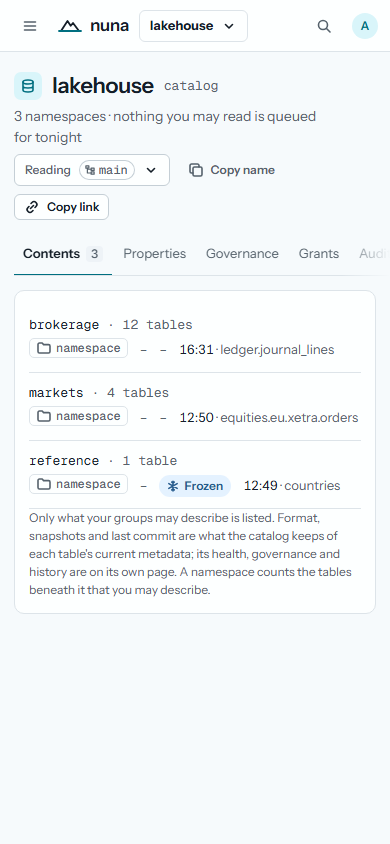 nuna lakehouse A
lakehouse catalog
3 namespaces · nothing you may read is queued
for tonight
Reading main Copy name
Copy link
Contents 3 Properties Governance Grants
brokerage · 12 tables
namespace – – 16:31 · ledger.journal_lines
markets · 4 tables
namespace – – 12:50 · equities.eu.xetra.orders
reference · 1 table
namespace – Frozen 12:49 · countries
Only what your groups may describe is listed. Format,
snapshots and last commit are what the catalog keeps of
each table's current metadata; its health, governance and
history are on its own page. A namespace counts the tables
beneath it that you may describe.